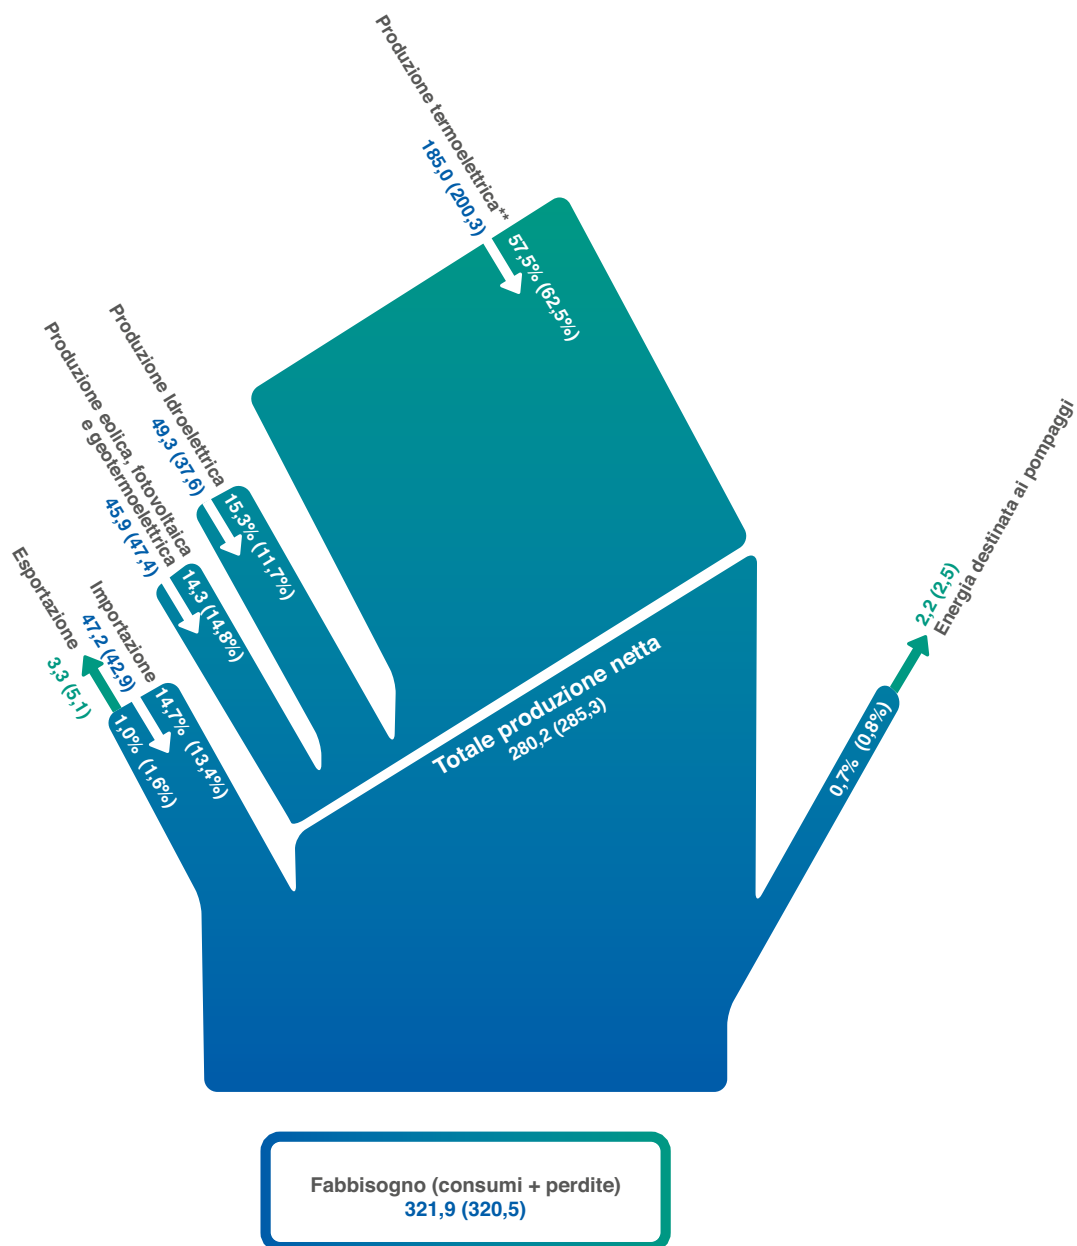 Produzione termoelettrica**
185,0 (200,3)
57,5% (62,5%)
Produzione Idroelettrica
49,3 (37,6)
15,3% (11,7%)
Produzione eolica, fotovoltaica
e geotermoelettrica
45,9 (47,4)
14,3 (14,8%)
Esportazione
3,3 (5,1)
1,0% (1,6%)
Importazione
47,2 (42,9)
14,7% (13,4%)
Totale produzione netta
280,2 (285,3)
2,2 (2,5)
Energia destinata ai pompaggi
0,7% (0,8%)
Fabbisogno (consumi + perdite)
321,9 (320,5)